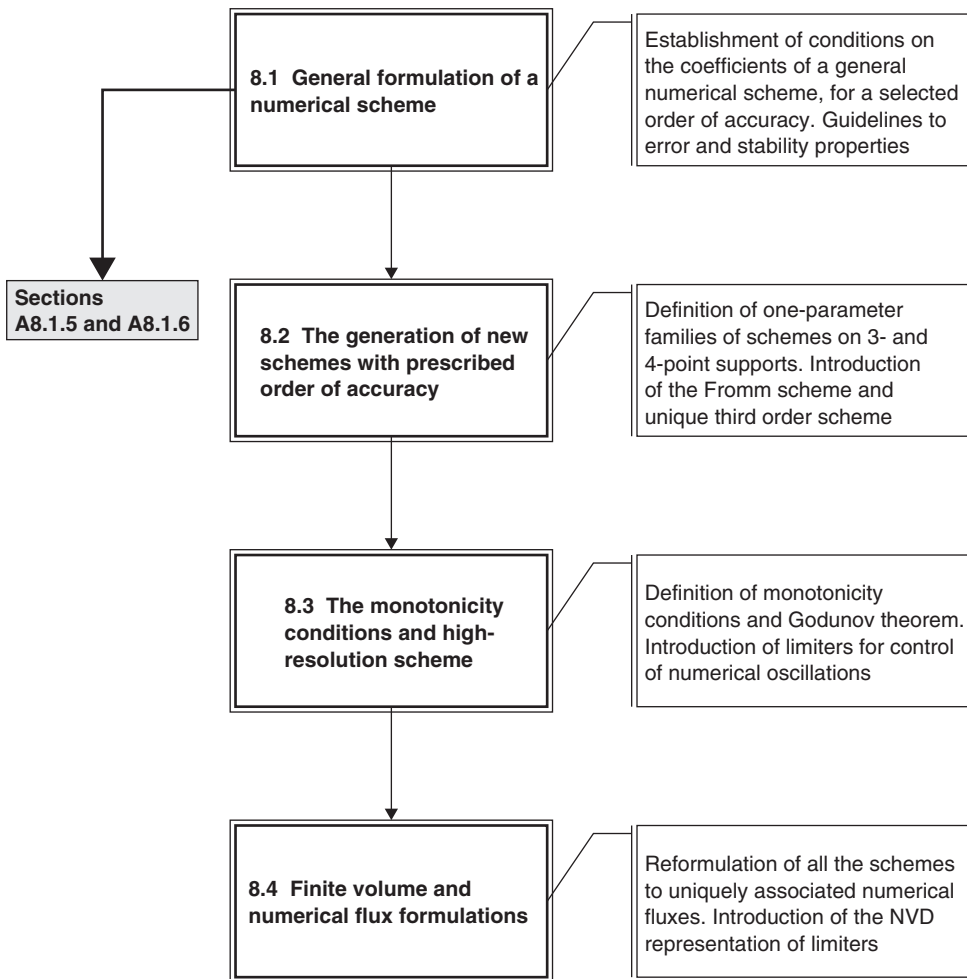 8.1 General formulation of a
numerical scheme
Establishment of conditions on
the coefficients of a general
numerical scheme, for a selected
order of accuracy. Guidelines to
error and stability properties
Sections
A8.1.5 and A8.1.6
8.2 The generation of new
schemes with prescribed
order of accuracy
Definition of one-parameter
families of schemes on 3- and
4-point supports. Introduction
of the Fromm scheme and
unique third order scheme
8.3 The monotonicity
conditions and high-
resolution scheme
Definition of monotonicity
conditions and Godunov theorem.
Introduction of limiters for control
of numerical oscillations
8.4 Finite volume and
numerical flux formulations
Reformulation of all the schemes
to uniquely associated numerical
fluxes. Introduction of the NVD
representation of limiters